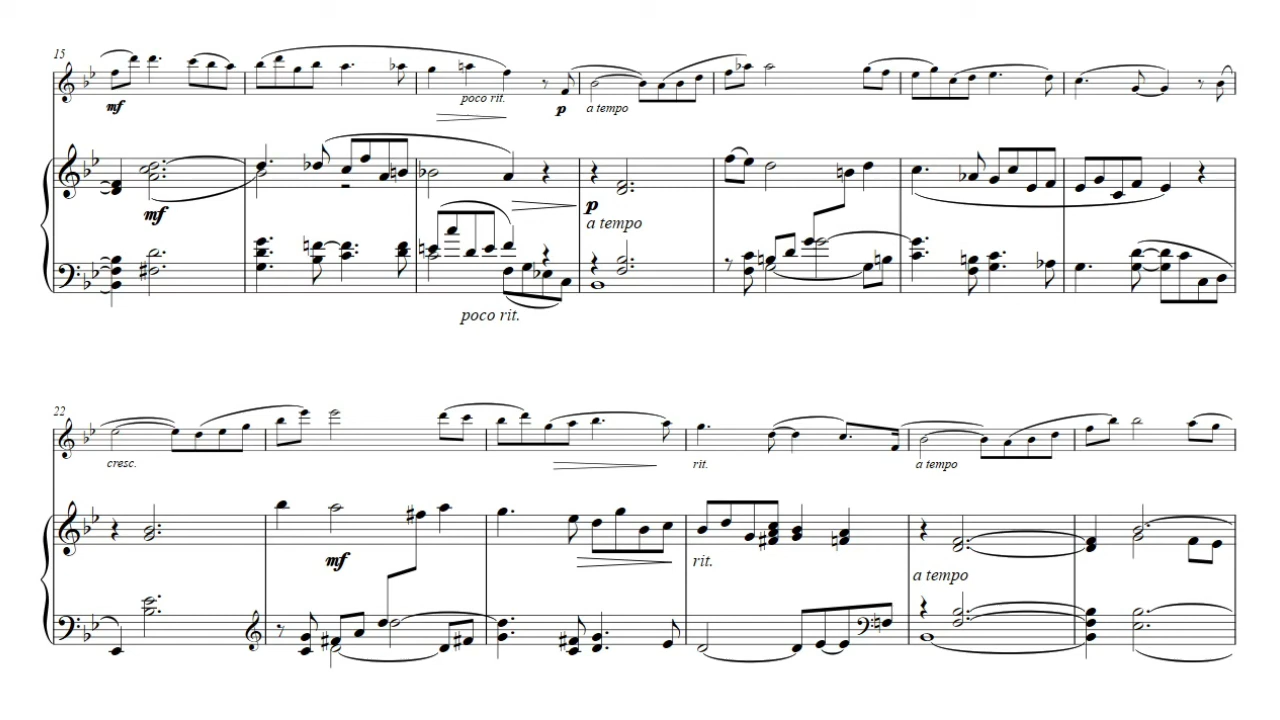 15
mf
poco rit.
p
a tempo
mf
p
a tempo
poco rit.
22
cresc.
rit.
a tempo
mf
rit.
a tempo